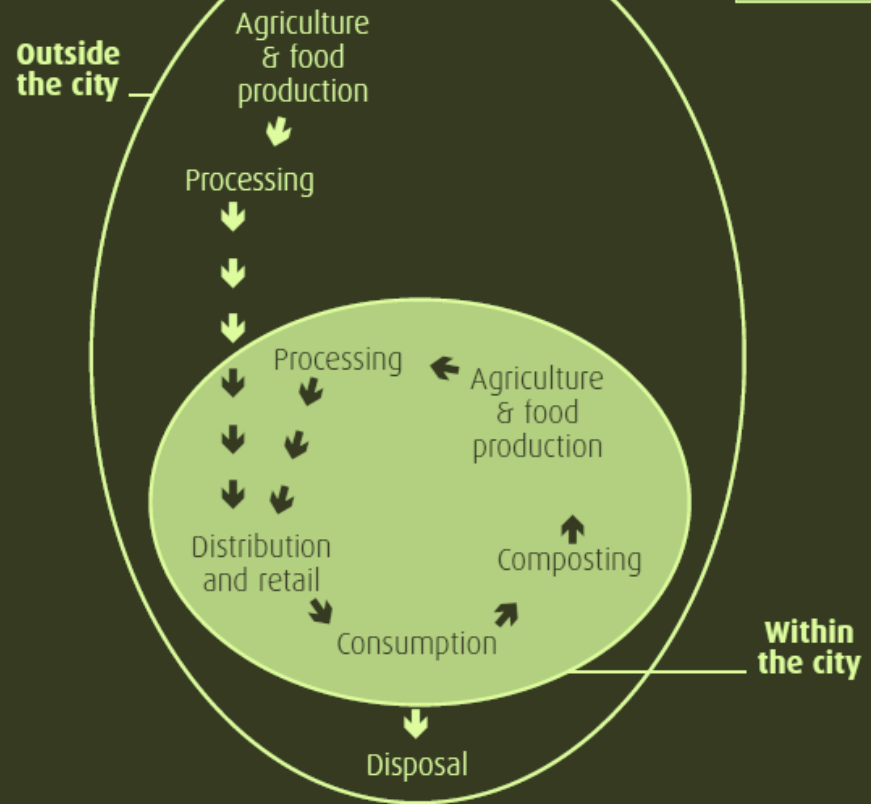 Agriculture
& food
production
Outside
the city
Processing
Processing
Agriculture
& food
production
Distribution
and retail
Composting
Consumption
Within
the city
Disposal